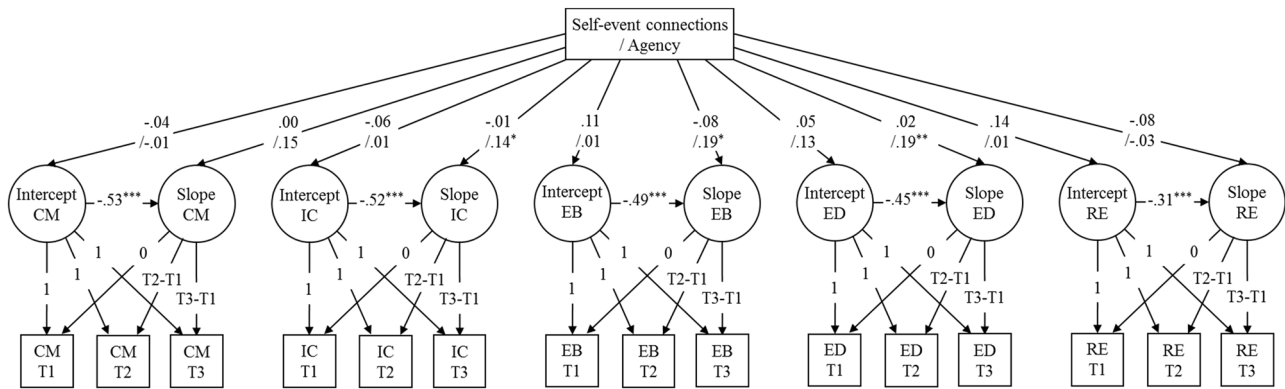 Self-event connections
/ Agency
-.04
/-.01
.00
/.15
-.06
/.01
-.01
/.14*
.11
/.01
-.08
/.19*
.05
/.13
.02
/.19**
.14
/.01
-.08
/-.03
Intercept
CM
-.53***
Slope
CM
Intercept
IC
-.52***
Slope
IC
Intercept
EB
-.49***
Slope
EB
Intercept
ED
-.45***
Slope
ED
Intercept
RE
-.31***
Slope
RE
1
1
1
0
T2-T1
T3-T1
1
1
1
0
T2-T1
T3-T1
1
1
1
0
T2-T1
T3-T1
1
1
1
0
T2-T1
T3-T1
1
1
1
0
T2-T1
T3-T1
CM
T1
CM
T2
CM
T3
IC
T1
IC
T2
IC
T3
EB
T1
EB
T2
EB
T3
ED
T1
ED
T2
ED
T3
RE
T1
RE
T2
RE
T3